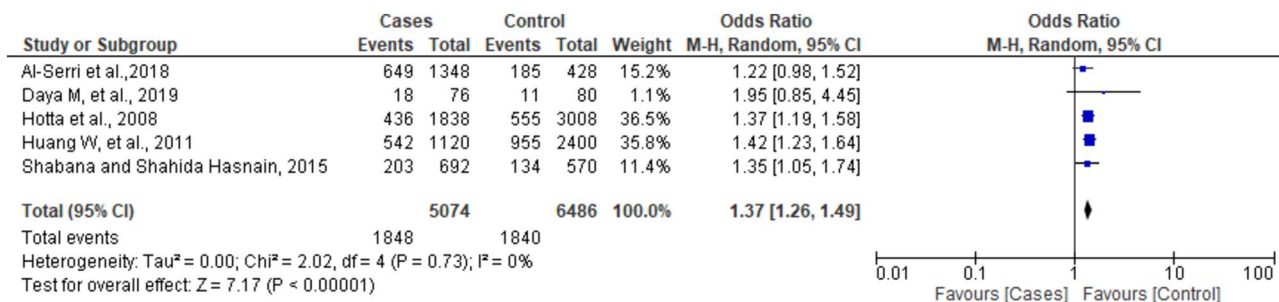 Cases Control Odds Ratio Odds Ratio
Study or Subgroup Events Total Events Total Weight M-H, Random, 95% CI M-H, Random, 95% CI
Al-Serri et al.,2018 649 1348 185 428 15.2% 1.22 [0.98, 1.52]
Daya M, et al., 2019 18 76 11 80 1.1% 1.95 [0.85, 4.45]
Hotta et al., 2008 436 1838 555 3008 36.5% 1.37 [1.19, 1.58]
Huang W, et al., 2011 542 1120 955 2400 35.8% 1.42 [1.23, 1.64]
Shabana and Shahida Hasnain, 2015 203 692 134 570 11.4% 1.35 [1.05, 1.74]
Total (95% CI) 5074 6486 100.0% 1.37 [1.26, 1.49]
Total events 1848 1840
Heterogeneity: Tau² = 0.00; Chi² = 2.02, df = 4 (P = 0.73); I² = 0%
Test for overall effect: Z = 7.17 (P < 0.00001)
0.01 0.1 1 10 100
Favours [Cases] Favours [Control]